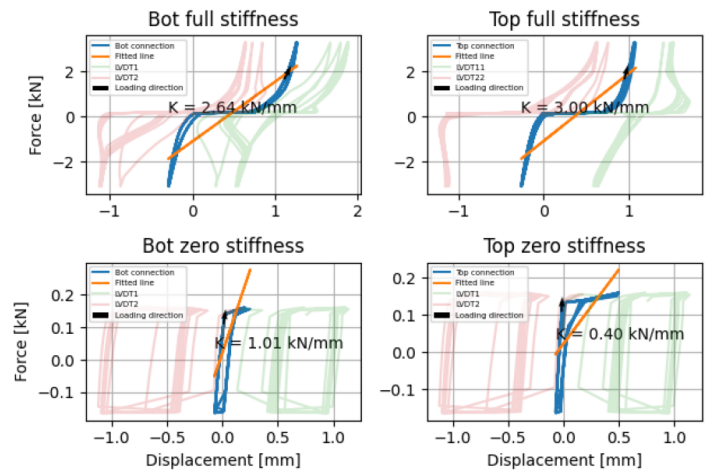 Bot full stiffness
Bot connection
Fitted line
LVDT1
LVDT2
Loading direction
K = 2.64 kN/mm
Force [kN]
2
0
−2
−1
0
1
2
Top full stiffness
Top connection
Fitted line
LVDT11
LVDT22
Loading direction
K = 3.00 kN/mm
2
0
−2
−1
0
1
Bot zero stiffness
Bot connection
Fitted line
LVDT1
LVDT2
Loading direction
K = 1.01 kN/mm
Force [kN]
0.2
0.1
0.0
−0.1
−1.0
−0.5
0.0
0.5
1.0
Displacement [mm]
Top zero stiffness
Top connection
Fitted line
LVDT1
LVDT2
Loading direction
K = 0.40 kN/mm
0.2
0.1
0.0
−0.1
−1.0
−0.5
0.0
0.5
1.0
Displacement [mm]